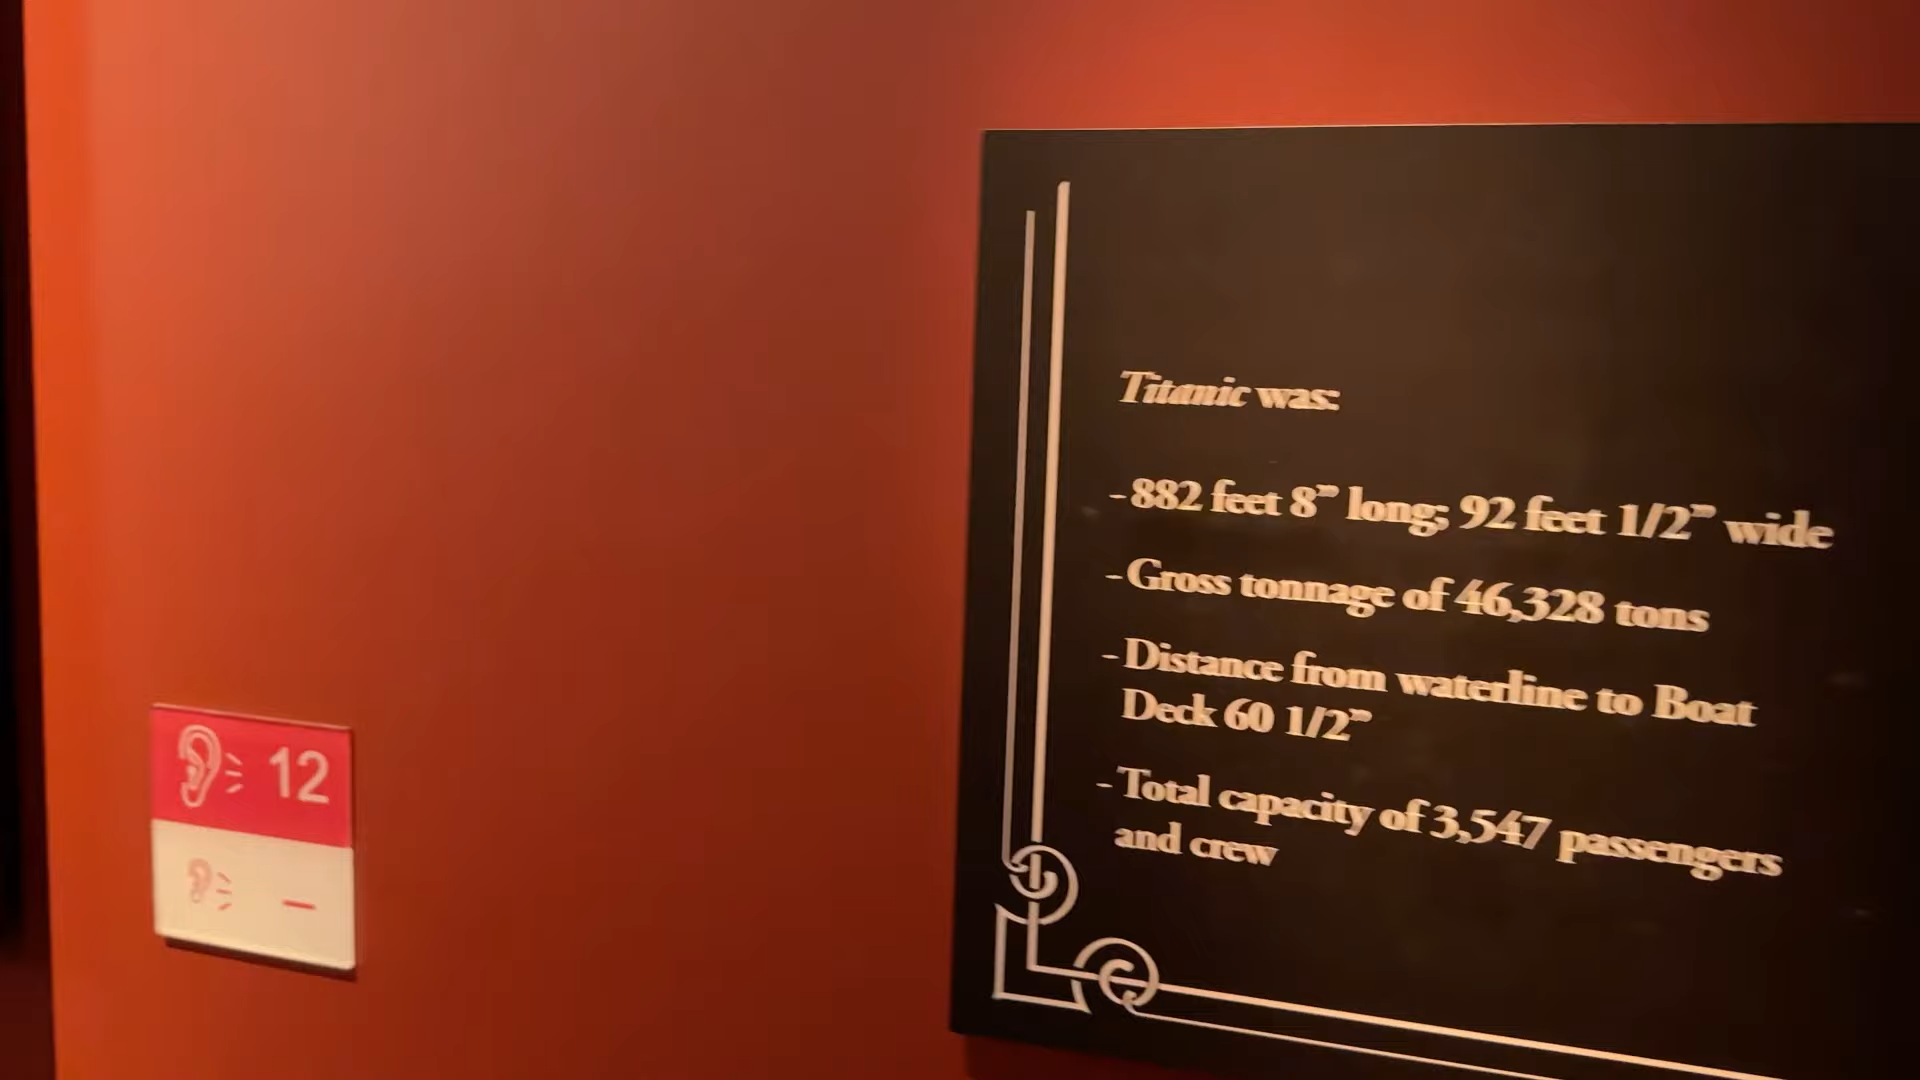 Titanic was:
- 882 feet 8” long; 92 feet 1/2” wide
- Gross tonnage of 46,328 tons
- Distance from waterline to Boat
Deck 60 1/2”
- Total capacity of 3,547 passengers
and crew
12
-